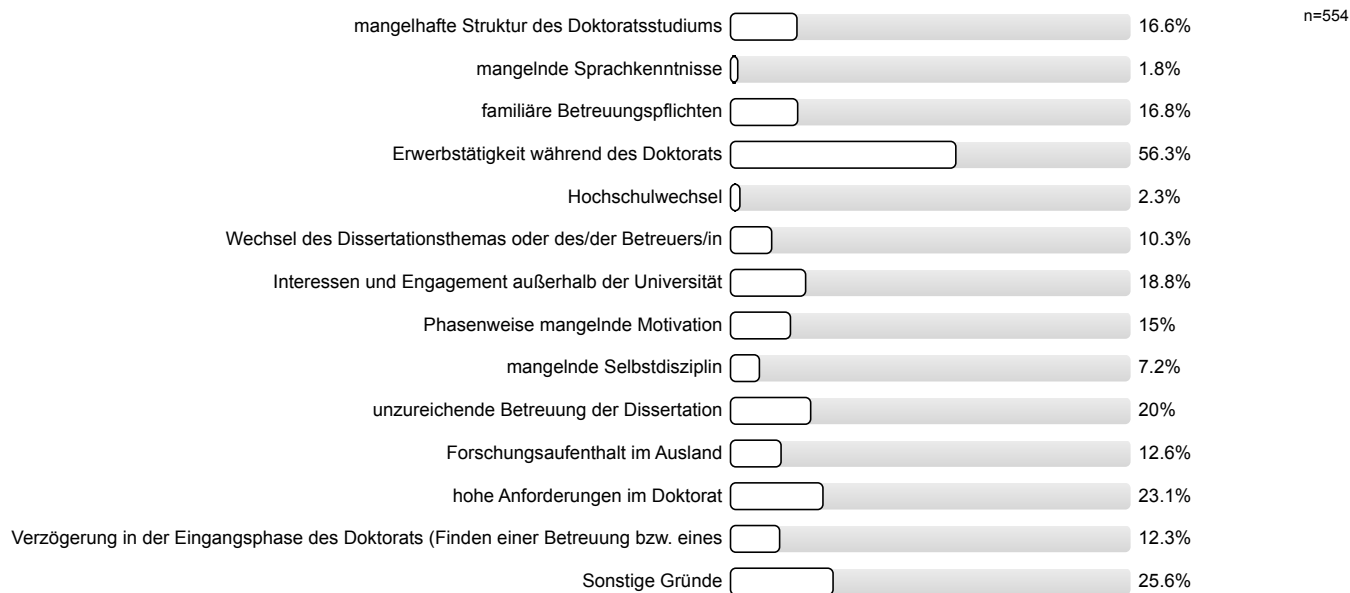 n=554
mangelhafte Struktur des Doktoratsstudiums 16.6%
mangelnde Sprachkenntnisse 1.8%
familiäre Betreuungspflichten 16.8%
Erwerbstätigkeit während des Doktorats 56.3%
Hochschulwechsel 2.3%
Wechsel des Dissertationsthemas oder des/der Betreuers/in 10.3%
Interessen und Engagement außerhalb der Universität 18.8%
Phasenweise mangelnde Motivation 15%
mangelnde Selbstdisziplin 7.2%
unzureichende Betreuung der Dissertation 20%
Forschungsaufenthalt im Ausland 12.6%
hohe Anforderungen im Doktorat 23.1%
Verzögerung in der Eingangsphase des Doktorats (Finden einer Betreuung bzw. eines 12.3%
Sonstige Gründe 25.6%